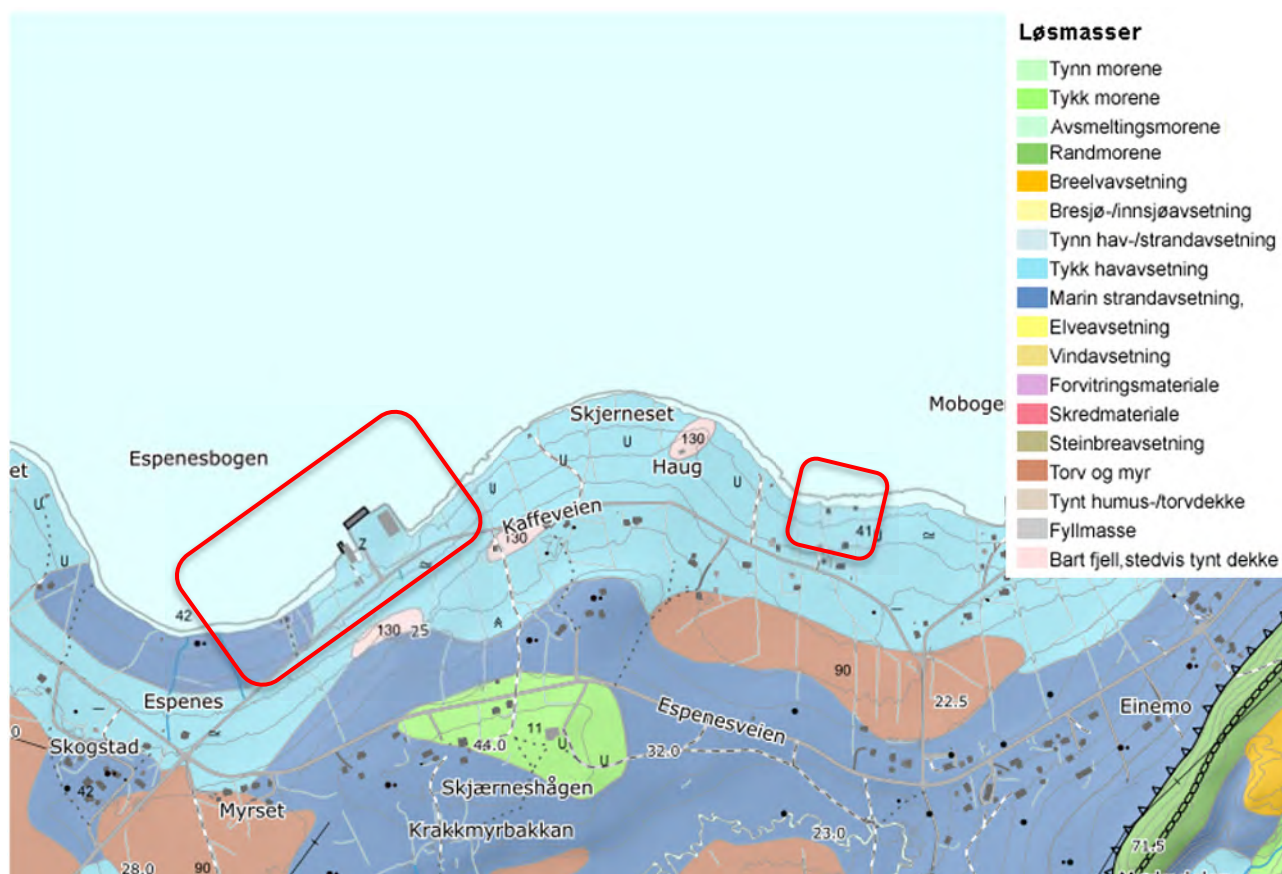 Løsmasser
Tynn morene
Tykk morene
Avsmeltingsmorene
Randmorene
Breelvavsetning
Bresjø-/innsjøavsetning
Tynn hav-/strandavsetning
Tykk havavsetning
Marin strandavsetning,
Elveavsetning
Vindavsetning
Forvitringsmateriale
Skredmateriale
Steinbreavsetning
Torv og myr
Tynt humus-/torvdekke
Fyllmasse
Bart fjell,stedvis tynt dekke
Skjerneset
Espenesbogen
130
Haug
U
U
U
U
U
U
et
Kaffeveien
130
41
Z
42
130 25
90
22.5
Espenes
Espenesveien
Einemo
Skogstad
11
44.0
U
U
32.0
42
Skjærneshågen
Myrset
Krakkmyrbakkan
23.0
71.5
28.0
90